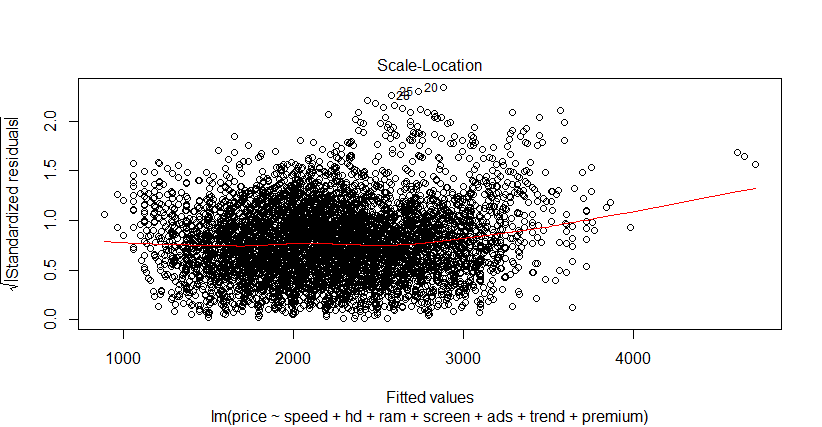 Scale-Location
20
2.0
1.5
1.0
0.5
0.0
√|Standardized residuals|
1000 2000 3000 4000
Fitted values
lm(price ~ speed + hd + ram + screen + ads + trend + premium)